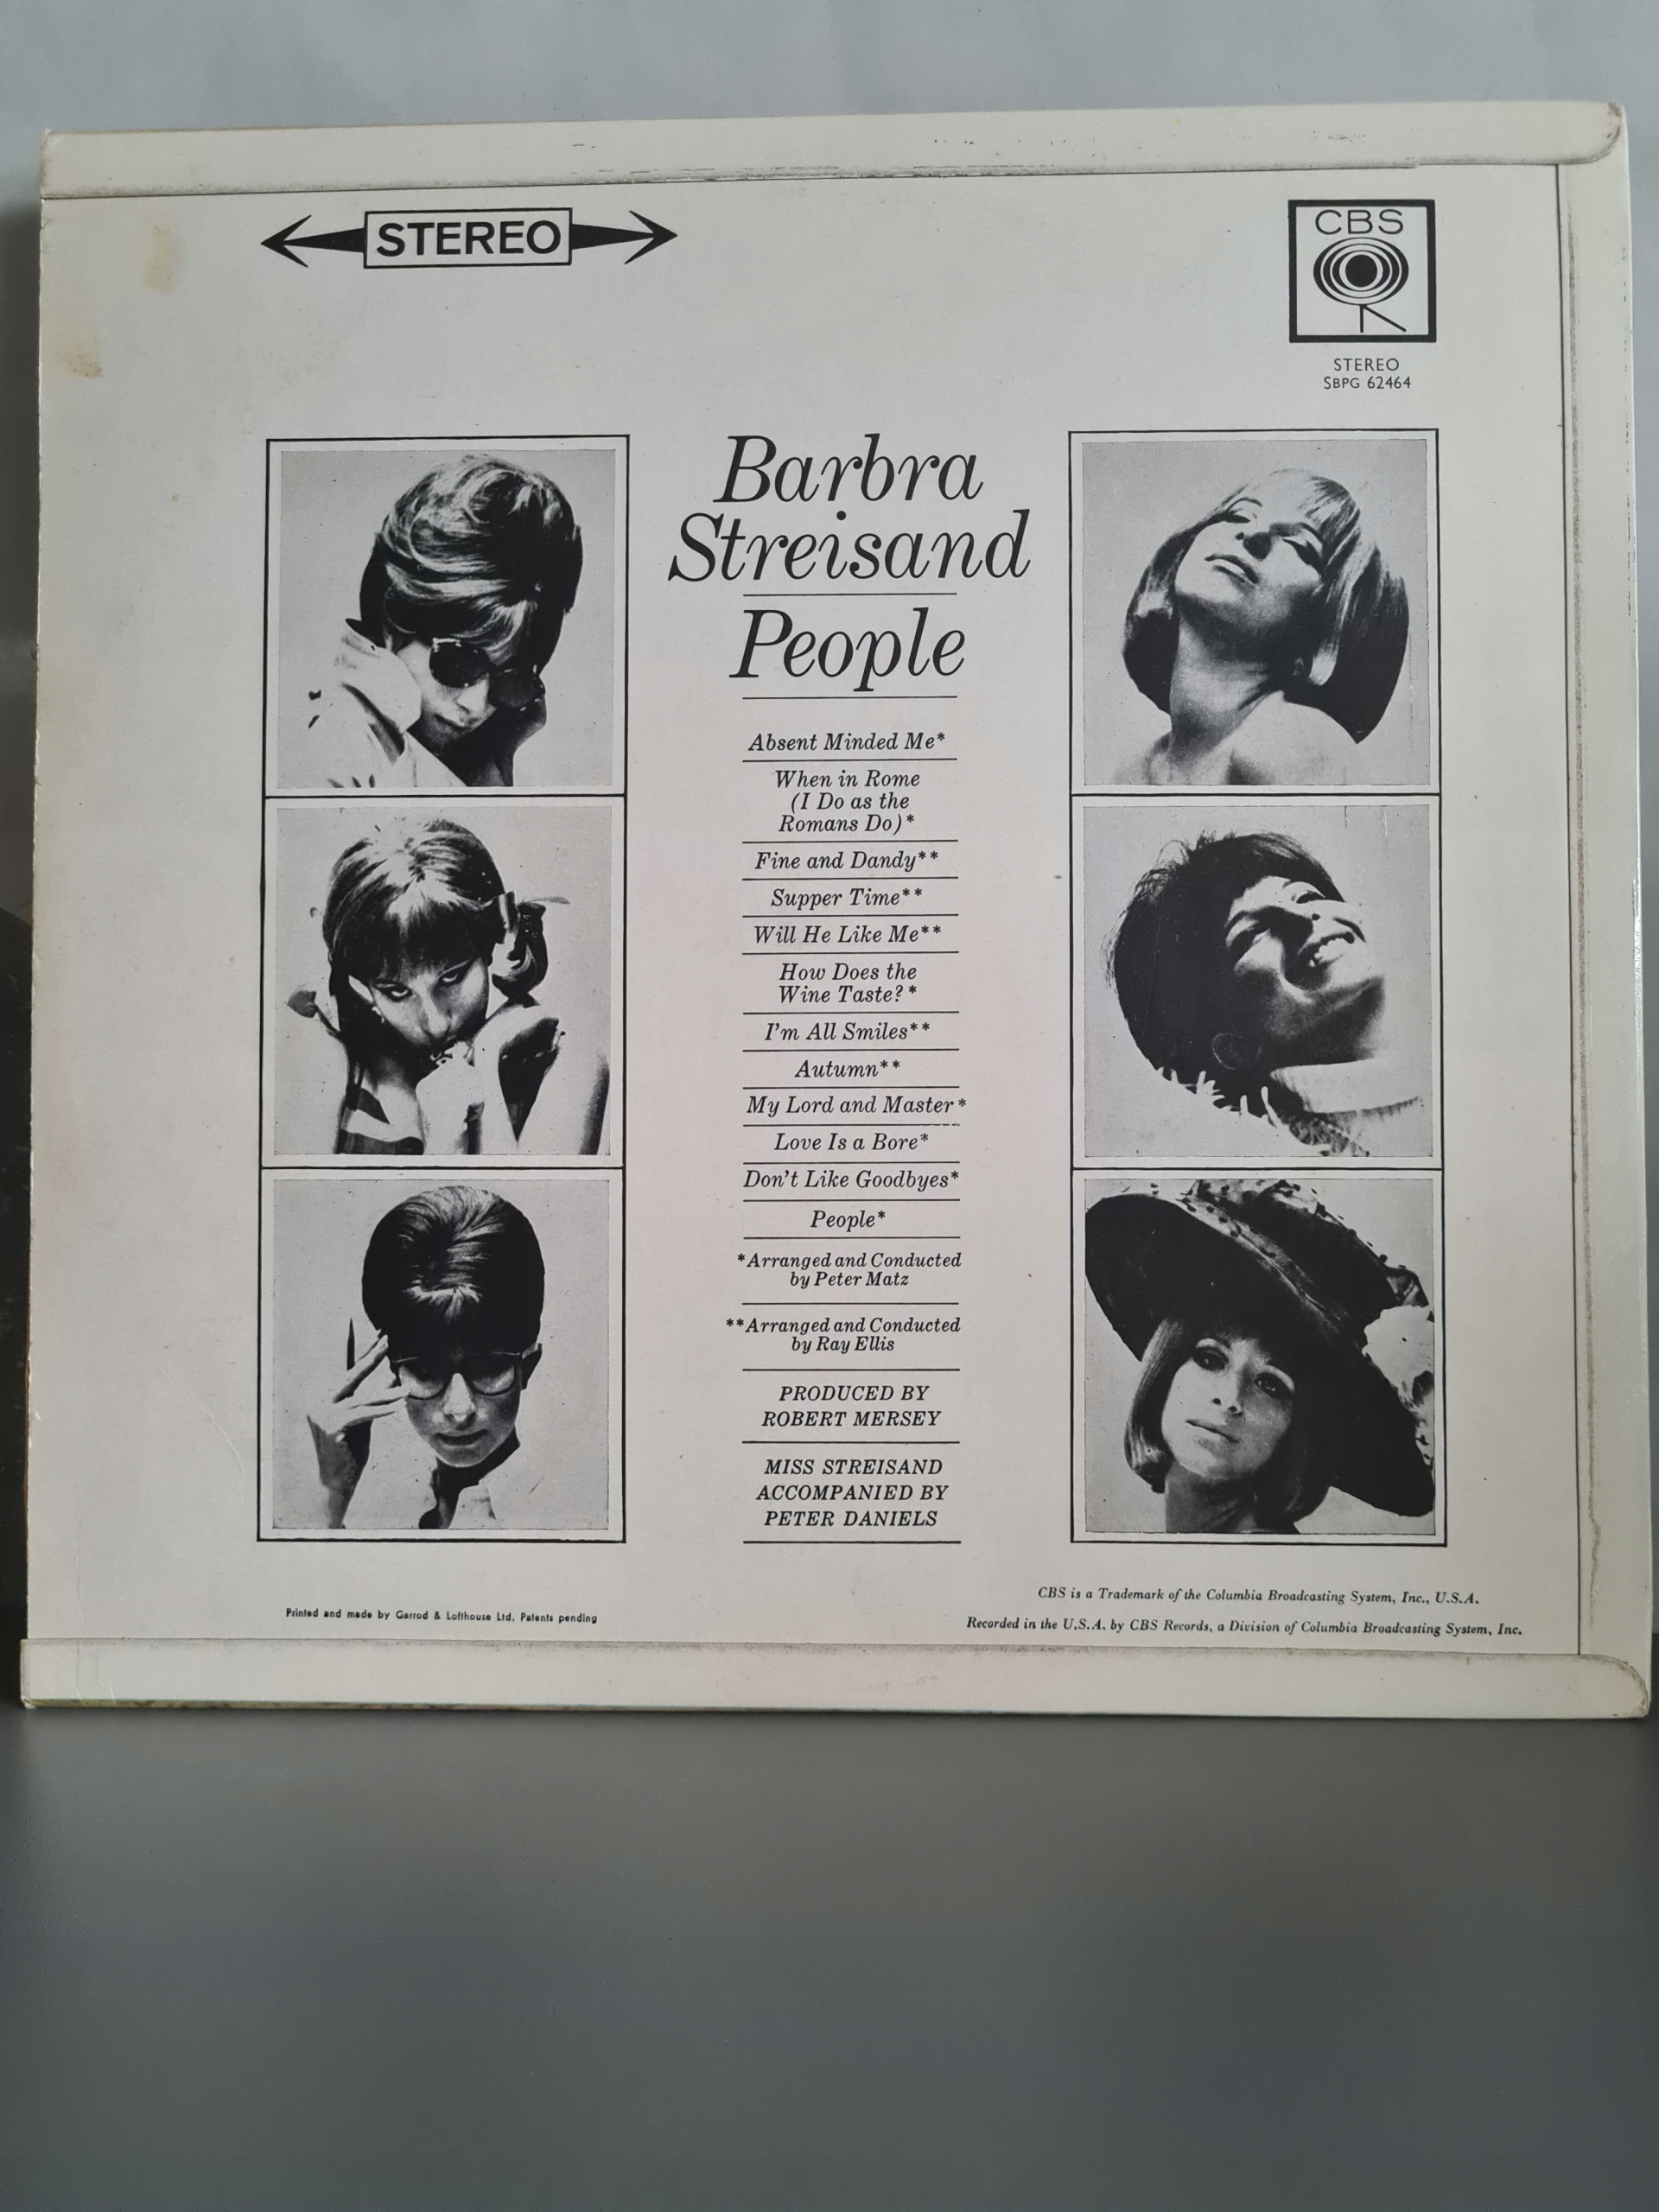 STEREO
CBS
STEREO
SBPG 62464
Barbra
Streisand
People
Absent Minded Me*
When in Rome
(I Do as the
Romans Do)*
Fine and Dandy**
Supper Time**
Will He Like Me**
How Does the
Wine Taste?*
I'm All Smiles**
Autumn**
My Lord and Master*
Love Is a Bore*
Don't Like Goodbyes*
People*
*Arranged and Conducted
by Peter Matz
**Arranged and Conducted
by Ray Ellis
PRODUCED BY
ROBERT MERSEY
MISS STREISAND
ACCOMPANIED BY
PETER DANIELS
Printed and made by Garrod & Lofthouse Ltd. Patents pending
CBS is a Trademark of the Columbia Broadcasting System, Inc., U.S.A.
Recorded in the U.S.A. by CBS Records, a Division of Columbia Broadcasting System, Inc.